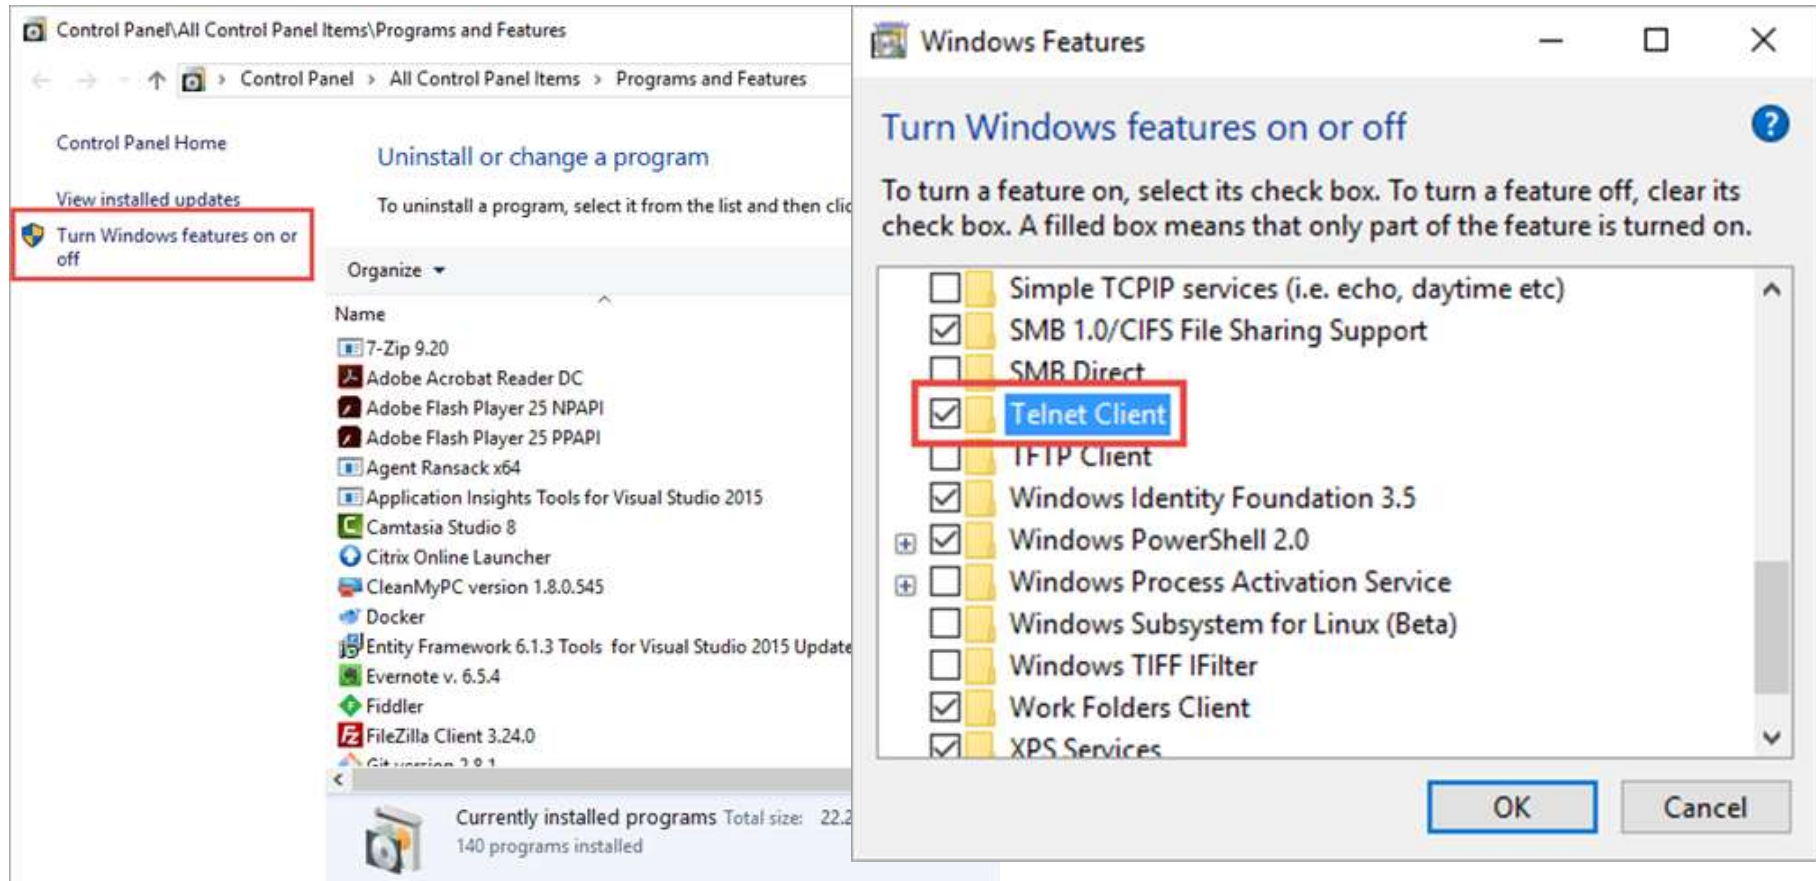 Control Panel\All Control Panel Items\Programs and Features
Control Panel > All Control Panel Items > Programs and Features
Control Panel Home
View installed updates
Turn Windows features on or
off
Uninstall or change a program
To uninstall a program, select it from the list and then clic
Organize
Name
7-Zip 9.20
Adobe Acrobat Reader DC
Adobe Flash Player 25 NPAPI
Adobe Flash Player 25 PPAPI
Agent Ransack x64
Application Insights Tools for Visual Studio 2015
Camtasia Studio 8
Citrix Online Launcher
CleanMyPC version 1.8.0.545
Docker
Entity Framework 6.1.3 Tools for Visual Studio 2015 Update
Evernote v. 6.5.4
Fiddler
FileZilla Client 3.24.0
Git version 2.8.1
Currently installed programs Total size: 22.2
140 programs installed
Windows Features
Turn Windows features on or off
To turn a feature on, select its check box. To turn a feature off, clear its
check box. A filled box means that only part of the feature is turned on.
Simple TCPIP services (i.e. echo, daytime etc)
SMB 1.0/CIFS File Sharing Support
SMB Direct
Telnet Client
TFTP Client
Windows Identity Foundation 3.5
Windows PowerShell 2.0
Windows Process Activation Service
Windows Subsystem for Linux (Beta)
Windows TIFF IFilter
Work Folders Client
XPS Services
OK
Cancel